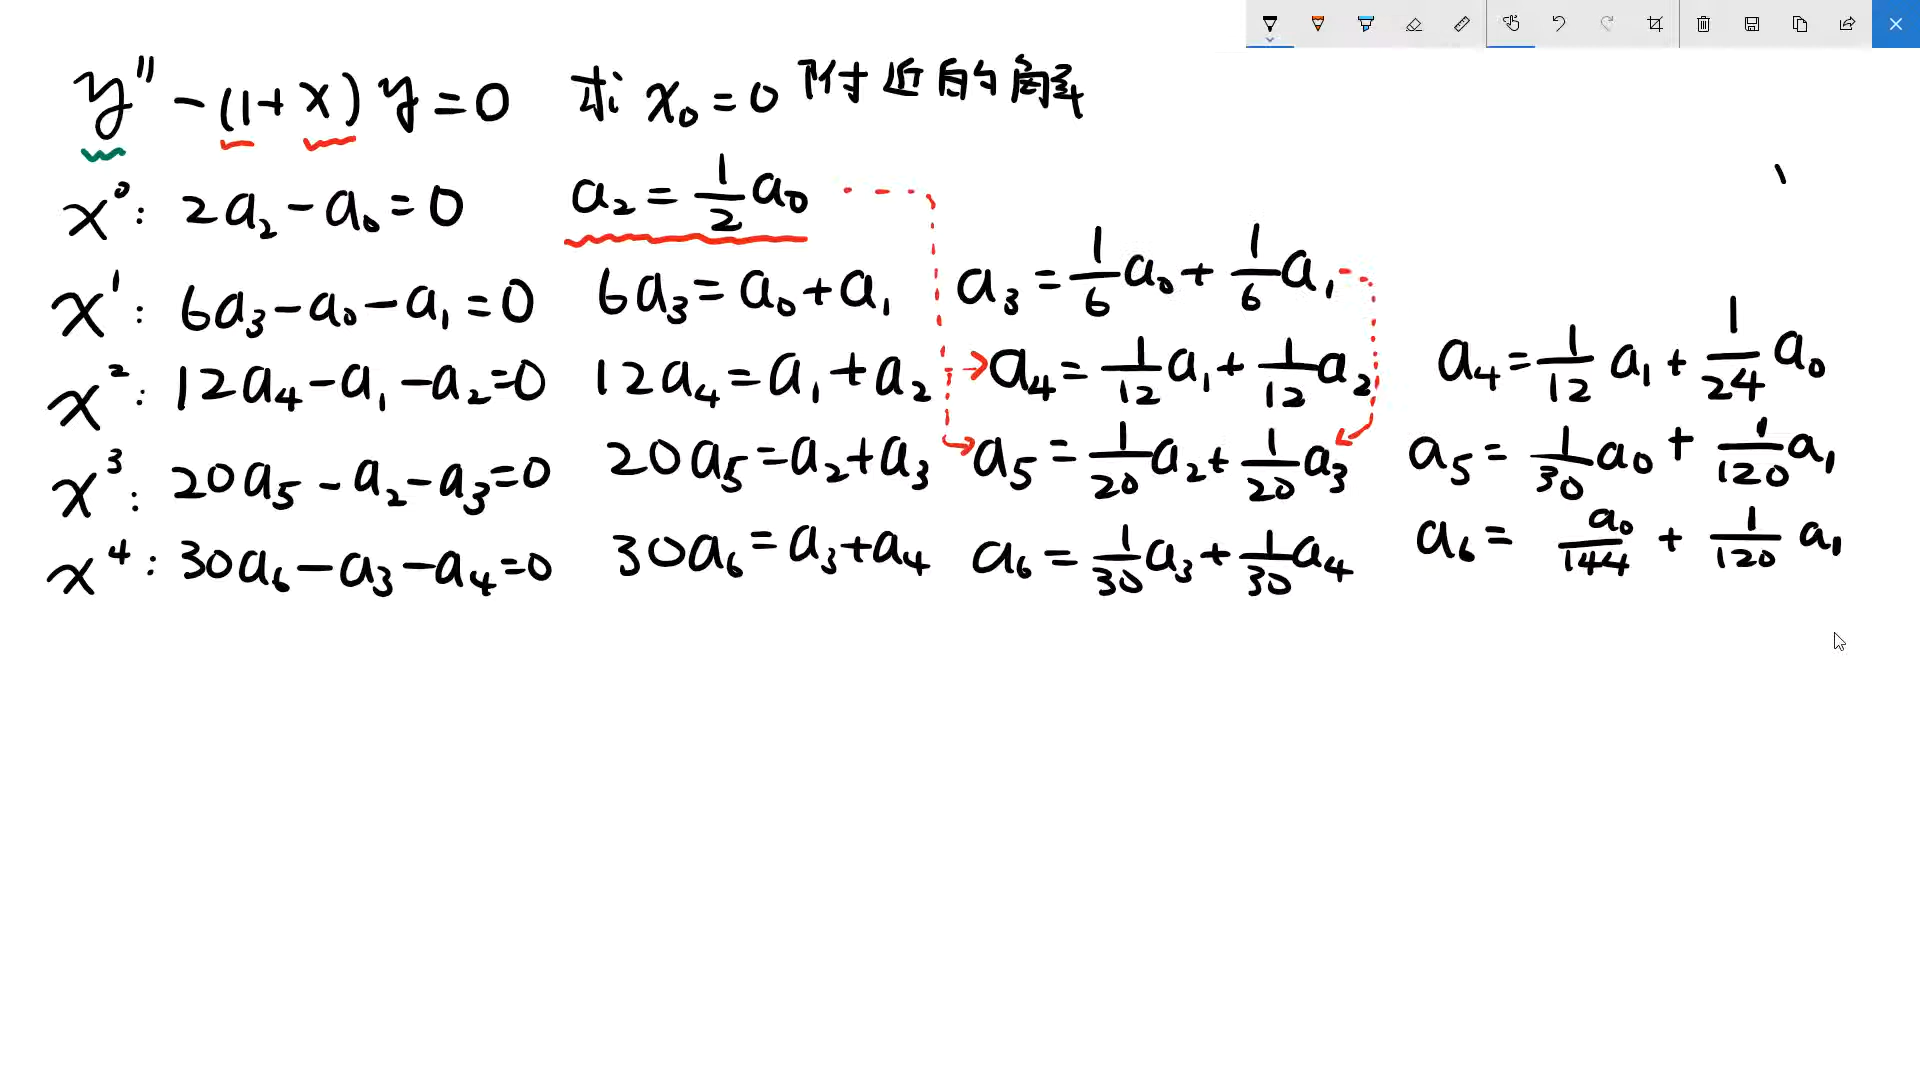 y'' - (1+x) y = 0 求 x₀ = 0 附近的解
x⁰: 2a₂ - a₀ = 0 a₂ = 1/2 a₀
x¹: 6a₃ - a₀ - a₁ = 0 6a₃ = a₀ + a₁ a₃ = 1/6 a₀ + 1/6 a₁
x²: 12a₄ - a₁ - a₂ = 0 12a₄ = a₁ + a₂ a₄ = 1/12 a₁ + 1/12 a₂ a₄ = 1/12 a₁ + 1/24 a₀
x³: 20a₅ - a₂ - a₃ = 0 20a₅ = a₂ + a₃ a₅ = 1/20 a₂ + 1/20 a₃ a₅ = 1/30 a₀ + 1/120 a₁
x⁴: 30a₆ - a₃ - a₄ = 0 30a₆ = a₃ + a₄ a₆ = 1/30 a₃ + 1/30 a₄ a₆ = a₀/144 + 1/120 a₁